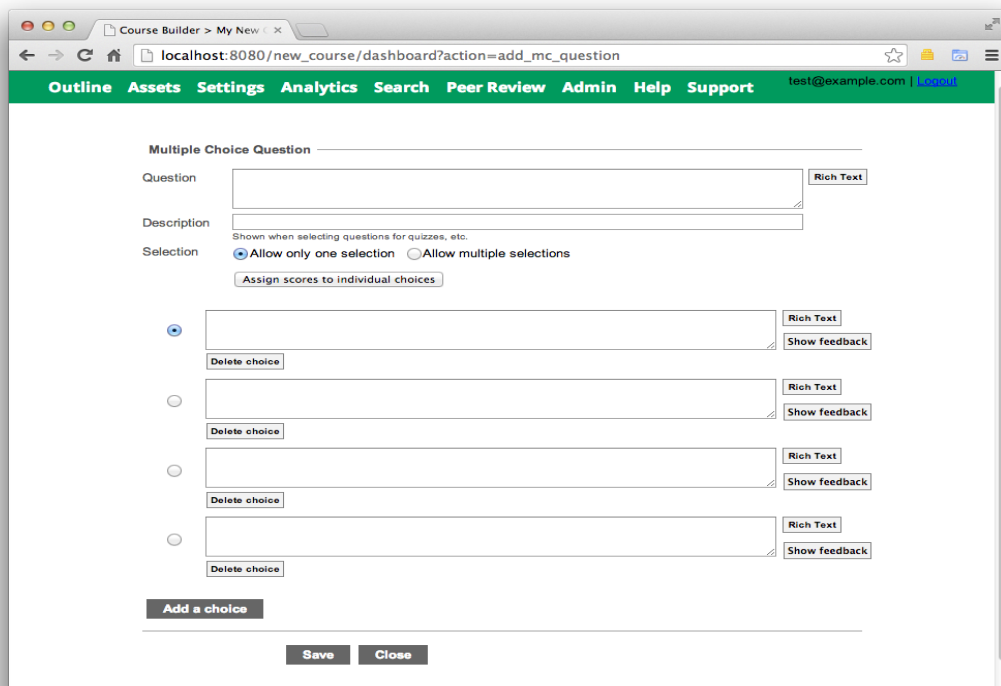 Course Builder > My New C
localhost:8080/new_course/dashboard?action=add_mc_question
Outline Assets Settings Analytics Search Peer Review Admin Help Support test@example.com | Logout
Multiple Choice Question
Question Rich Text
Description
Shown when selecting questions for quizzes, etc.
Selection Allow only one selection Allow multiple selections
Assign scores to individual choices
Rich Text
Show feedback
Delete choice
Rich Text
Show feedback
Delete choice
Rich Text
Show feedback
Delete choice
Rich Text
Show feedback
Delete choice
Add a choice
Save Close